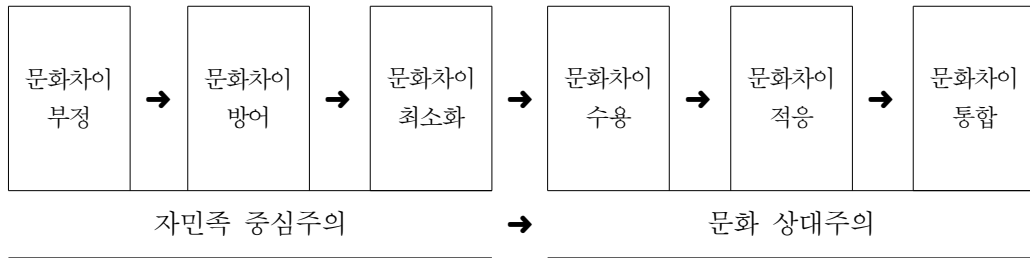 문화차이 부정 → 문화차이 방어 → 문화차이 최소화 → 문화차이 수용 → 문화차이 적응 → 문화차이 통합
자민족 중심주의 → 문화 상대주의